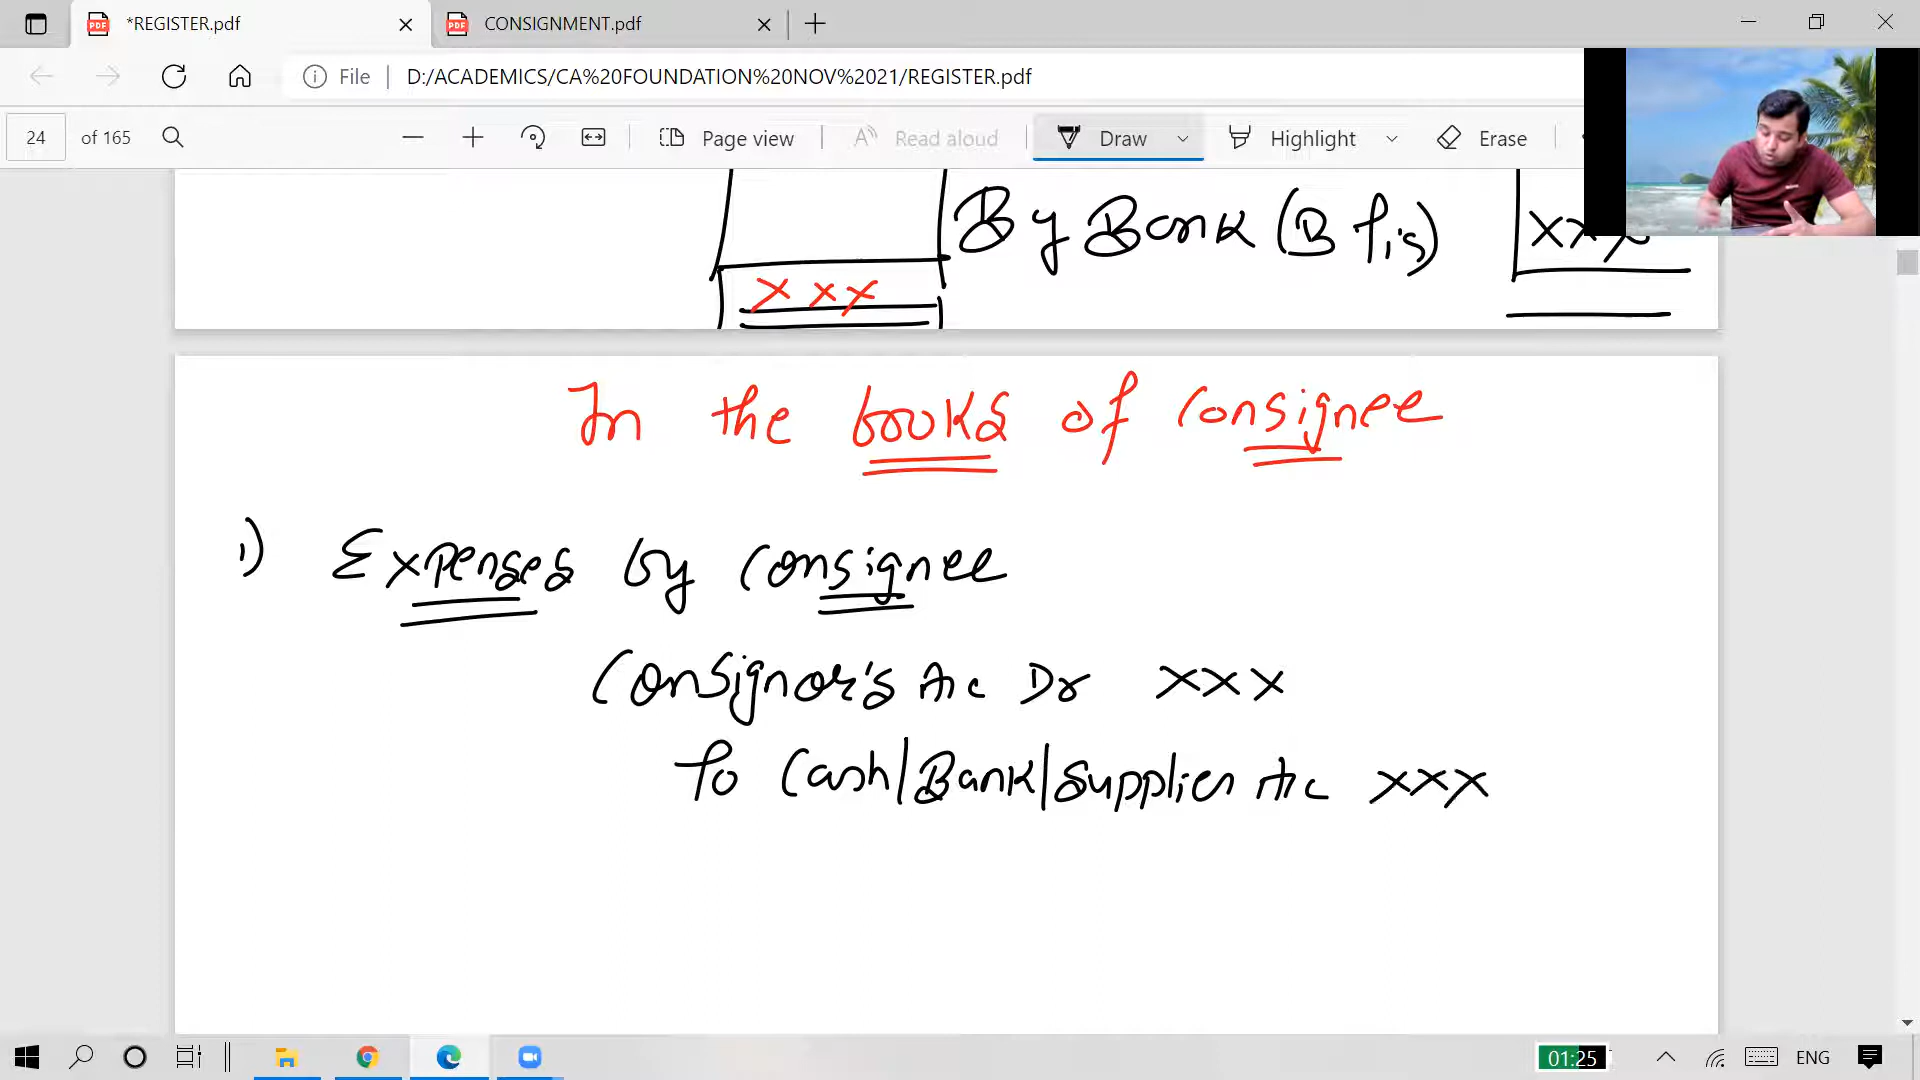 *REGISTER.pdf
CONSIGNMENT.pdf
File
D:/ACADEMICS/CA%20FOUNDATION%20NOV%2021/REGISTER.pdf
24 of 165
Page view
Read aloud
Draw
Highlight
Erase
By Bank (B fig) xxx
x xx
In the books of consignee
1) Expenses by consignee
Consignor's A/c Dr xxx
To Cash|Bank|Supplier A/c xxx
01:25
ENG